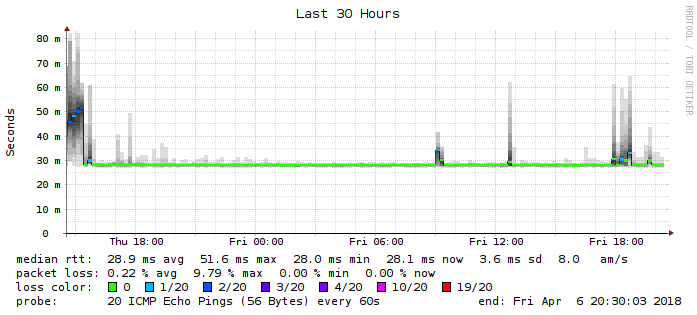 Last 30 Hours
RRDTOOL / TOBI OETIKER
Seconds
80 m
70 m
60 m
50 m
40 m
30 m
20 m
10 m
0
Thu 18:00 Fri 00:00 Fri 06:00 Fri 12:00 Fri 18:00
median rtt: 28.9 ms avg 51.6 ms max 28.0 ms min 28.1 ms now 3.6 ms sd 8.0 am/s
packet loss: 0.22 % avg 9.79 % max 0.00 % min 0.00 % now
loss color: 0 1/20 2/20 3/20 4/20 10/20 19/20
probe: 20 ICMP Echo Pings (56 Bytes) every 60s end: Fri Apr 6 20:30:03 2018